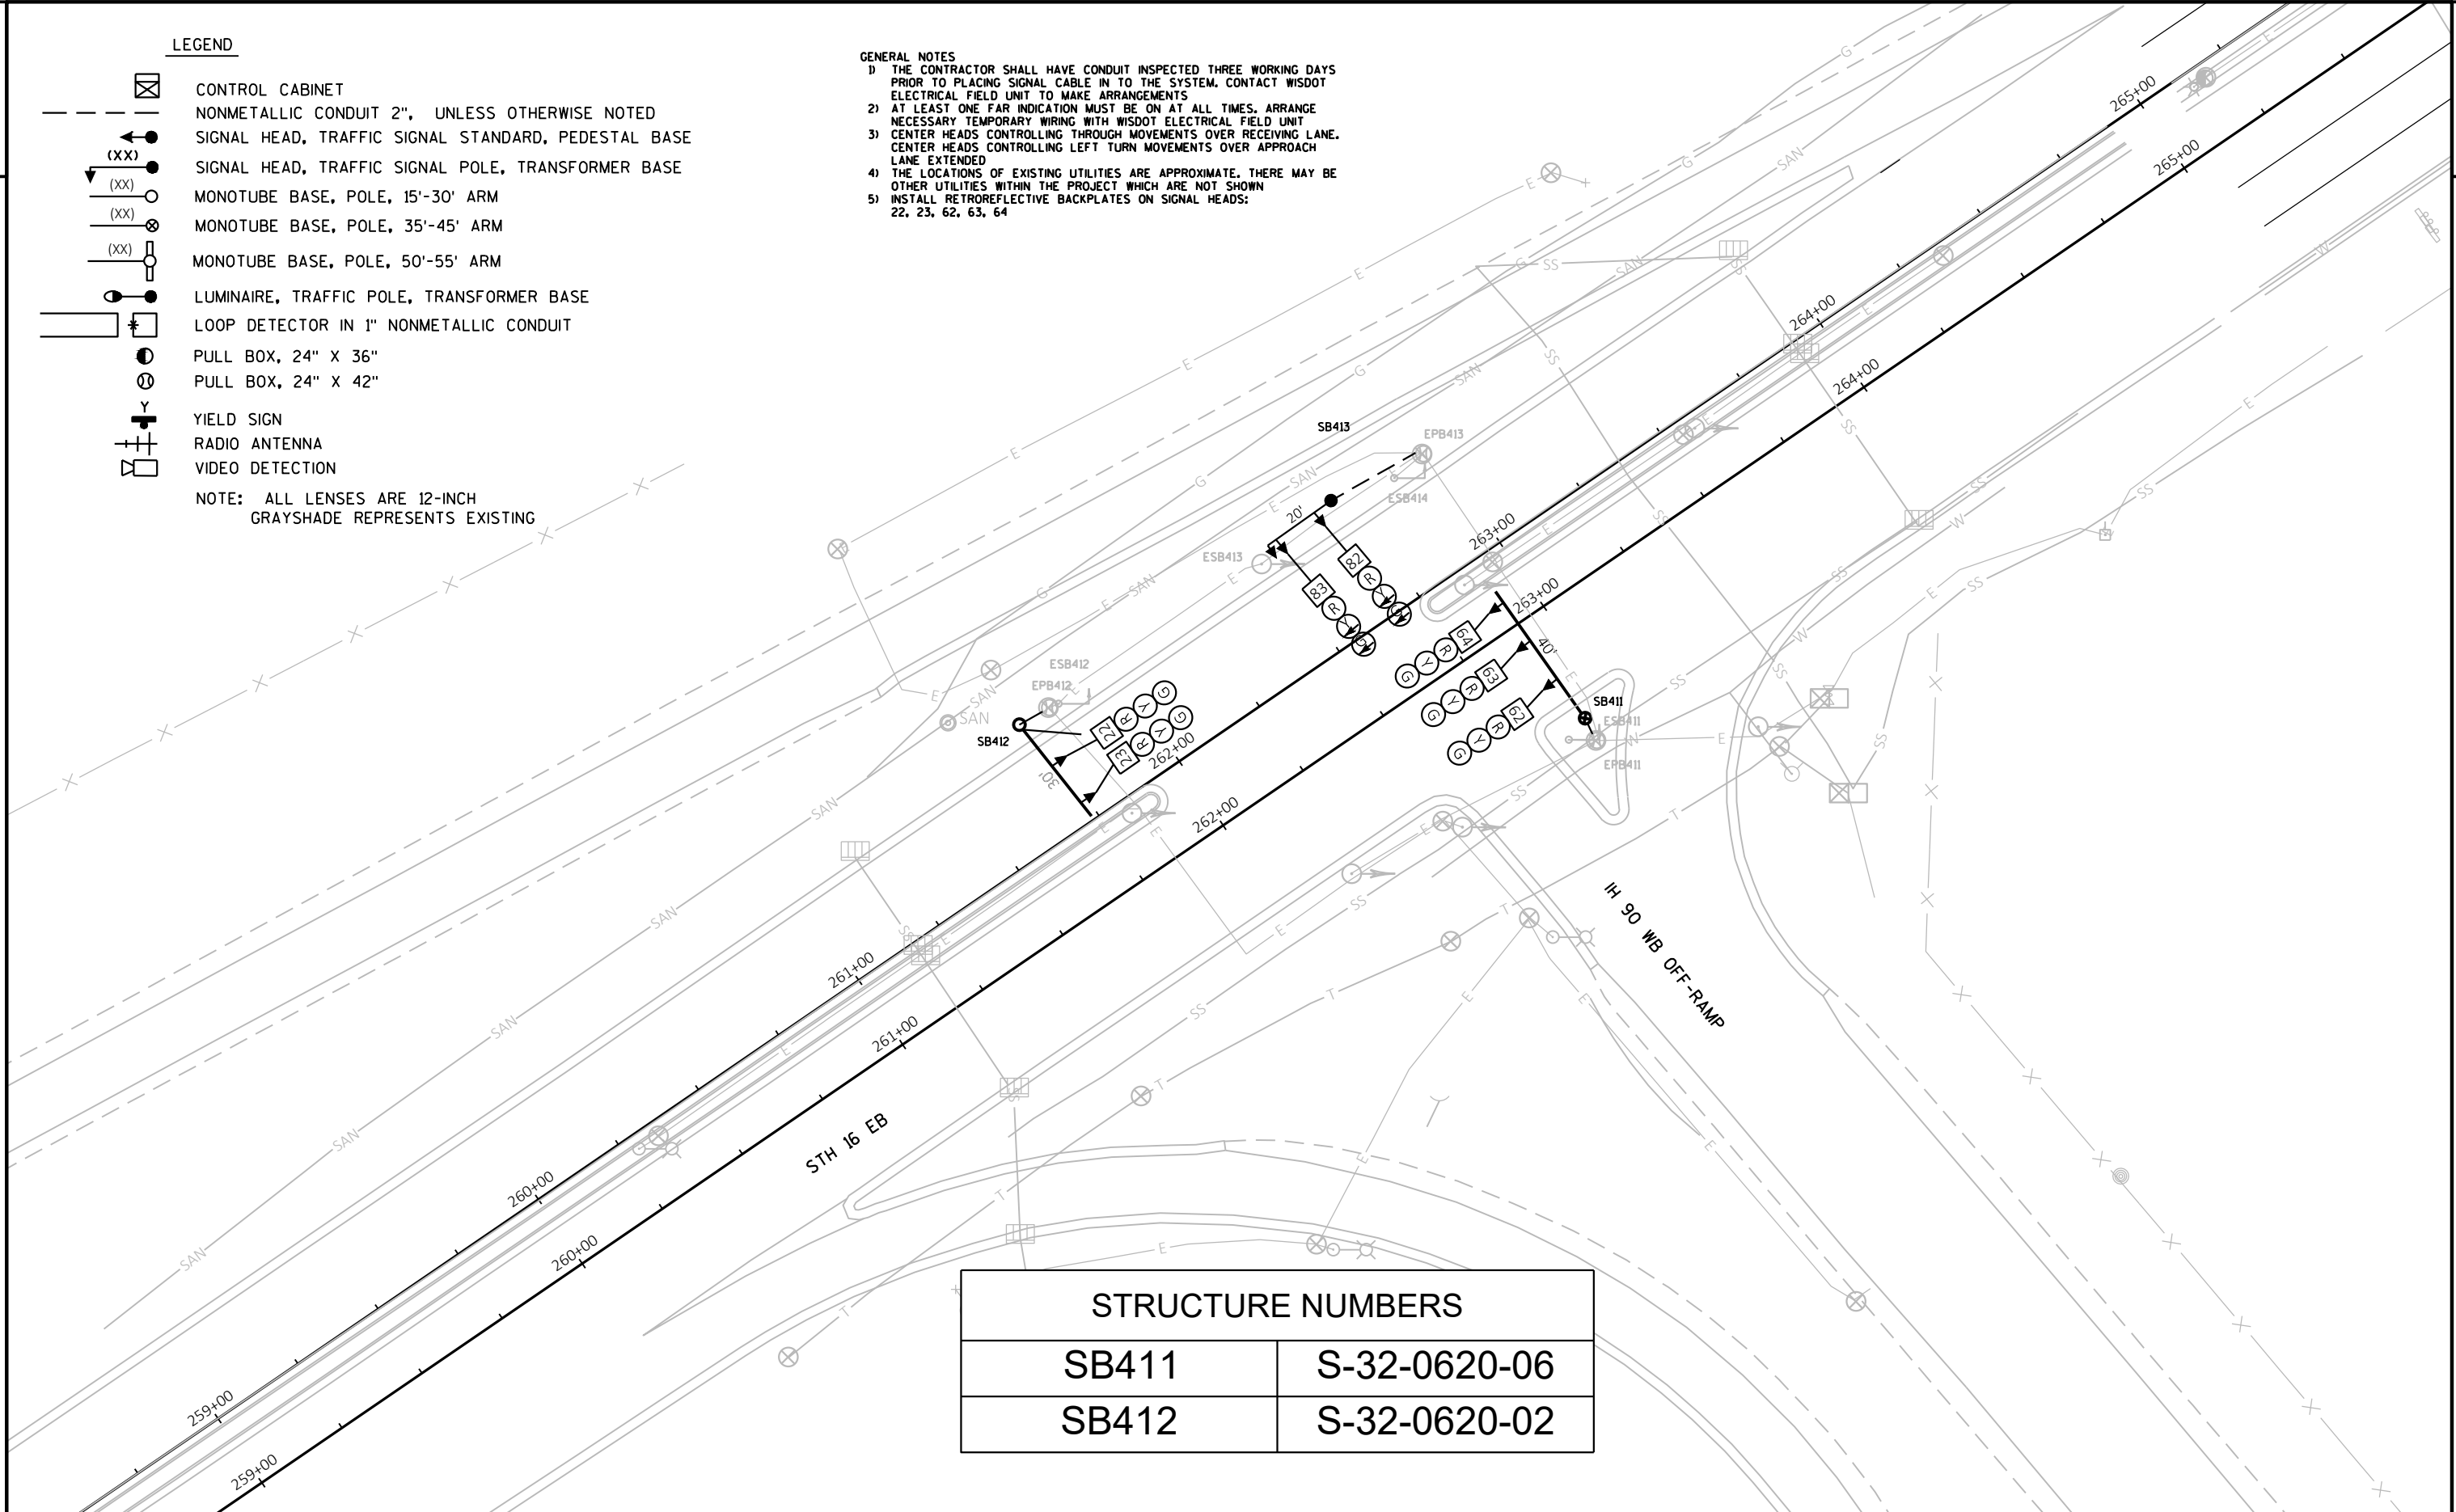 LEGEND
CONTROL CABINET
NONMETALLIC CONDUIT 2", UNLESS OTHERWISE NOTED
SIGNAL HEAD, TRAFFIC SIGNAL STANDARD, PEDESTAL BASE
(XX)
SIGNAL HEAD, TRAFFIC SIGNAL POLE, TRANSFORMER BASE
(XX)
MONOTUBE BASE, POLE, 15'-30' ARM
(XX)
MONOTUBE BASE, POLE, 35'-45' ARM
(XX)
MONOTUBE BASE, POLE, 50'-55' ARM
LUMINAIRE, TRAFFIC POLE, TRANSFORMER BASE
LOOP DETECTOR IN 1" NONMETALLIC CONDUIT
PULL BOX, 24" X 36"
PULL BOX, 24" X 42"
Y
YIELD SIGN
RADIO ANTENNA
VIDEO DETECTION
NOTE: ALL LENSES ARE 12-INCH
GRAYSHADE REPRESENTS EXISTING
GENERAL NOTES
1) THE CONTRACTOR SHALL HAVE CONDUIT INSPECTED THREE WORKING DAYS
PRIOR TO PLACING SIGNAL CABLE IN TO THE SYSTEM. CONTACT WISDOT
ELECTRICAL FIELD UNIT TO MAKE ARRANGEMENTS
2) AT LEAST ONE FAR INDICATION MUST BE ON AT ALL TIMES. ARRANGE
NECESSARY TEMPORARY WIRING WITH WISDOT ELECTRICAL FIELD UNIT
3) CENTER HEADS CONTROLLING THROUGH MOVEMENTS OVER RECEIVING LANE.
CENTER HEADS CONTROLLING LEFT TURN MOVEMENTS OVER APPROACH
LANE EXTENDED
4) THE LOCATIONS OF EXISTING UTILITIES ARE APPROXIMATE. THERE MAY BE
OTHER UTILITIES WITHIN THE PROJECT WHICH ARE NOT SHOWN
5) INSTALL RETROREFLECTIVE BACKPLATES ON SIGNAL HEADS:
22, 23, 62, 63, 64
265+00
265+00
264+00
264+00
SB413
EPB413
ESB414
20'
263+00
ESB413
82 R Y G
83 R Y G
263+00
64 R Y G
63 R Y G
62 R Y G
40'
SB411
ESB411
EPB411
ESB412
EPB412
SAN
SB412
22 R Y G
23 R Y G
30'
262+00
262+00
261+00
261+00
IH 90 WB OFF-RAMP
STH 16 EB
260+00
260+00
259+00
259+00
STRUCTURE NUMBERS
SB411 S-32-0620-06
SB412 S-32-0620-02